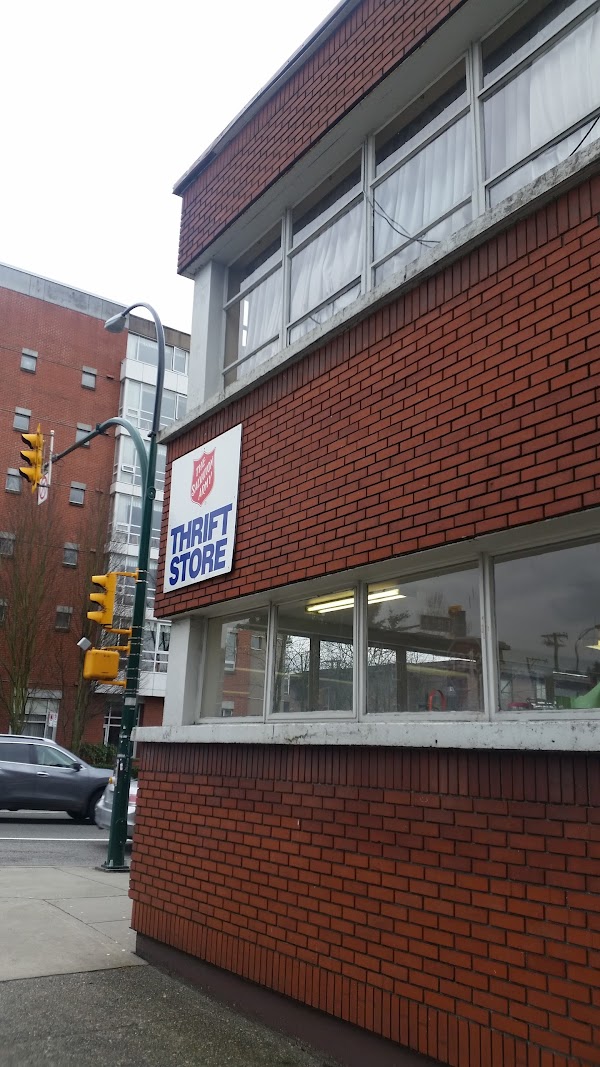 THE
SALVATION
ARMY
THRIFT
STORE